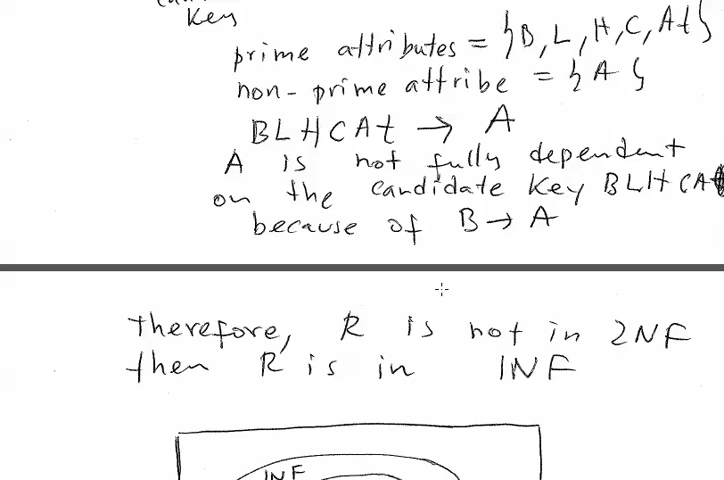 Key
prime attributes = {B, L, H, C, At}
non-prime attribe = {A}
BLHCAt → A
A is not fully dependent
on the candidate key BLHCAt
because of B → A
therefore, R is not in 2NF
then R is in 1NF
1NF